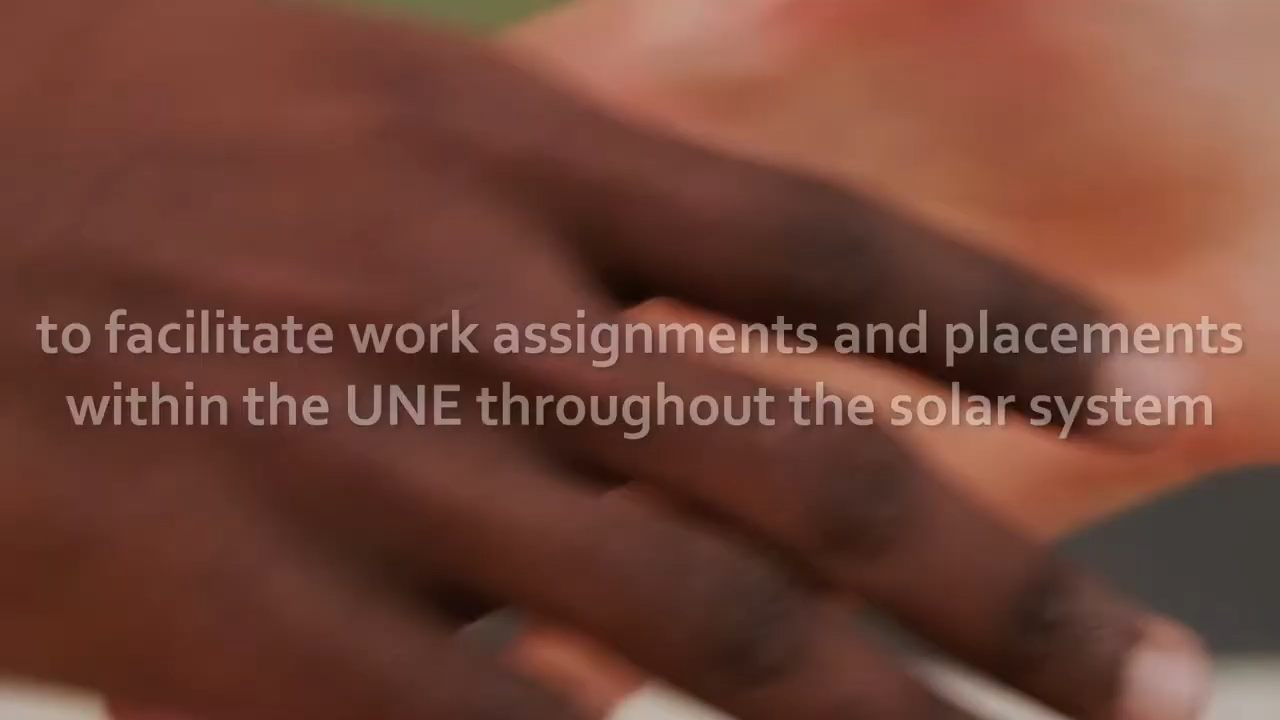 to facilitate work assignments and placements
within the UNE throughout the solar system